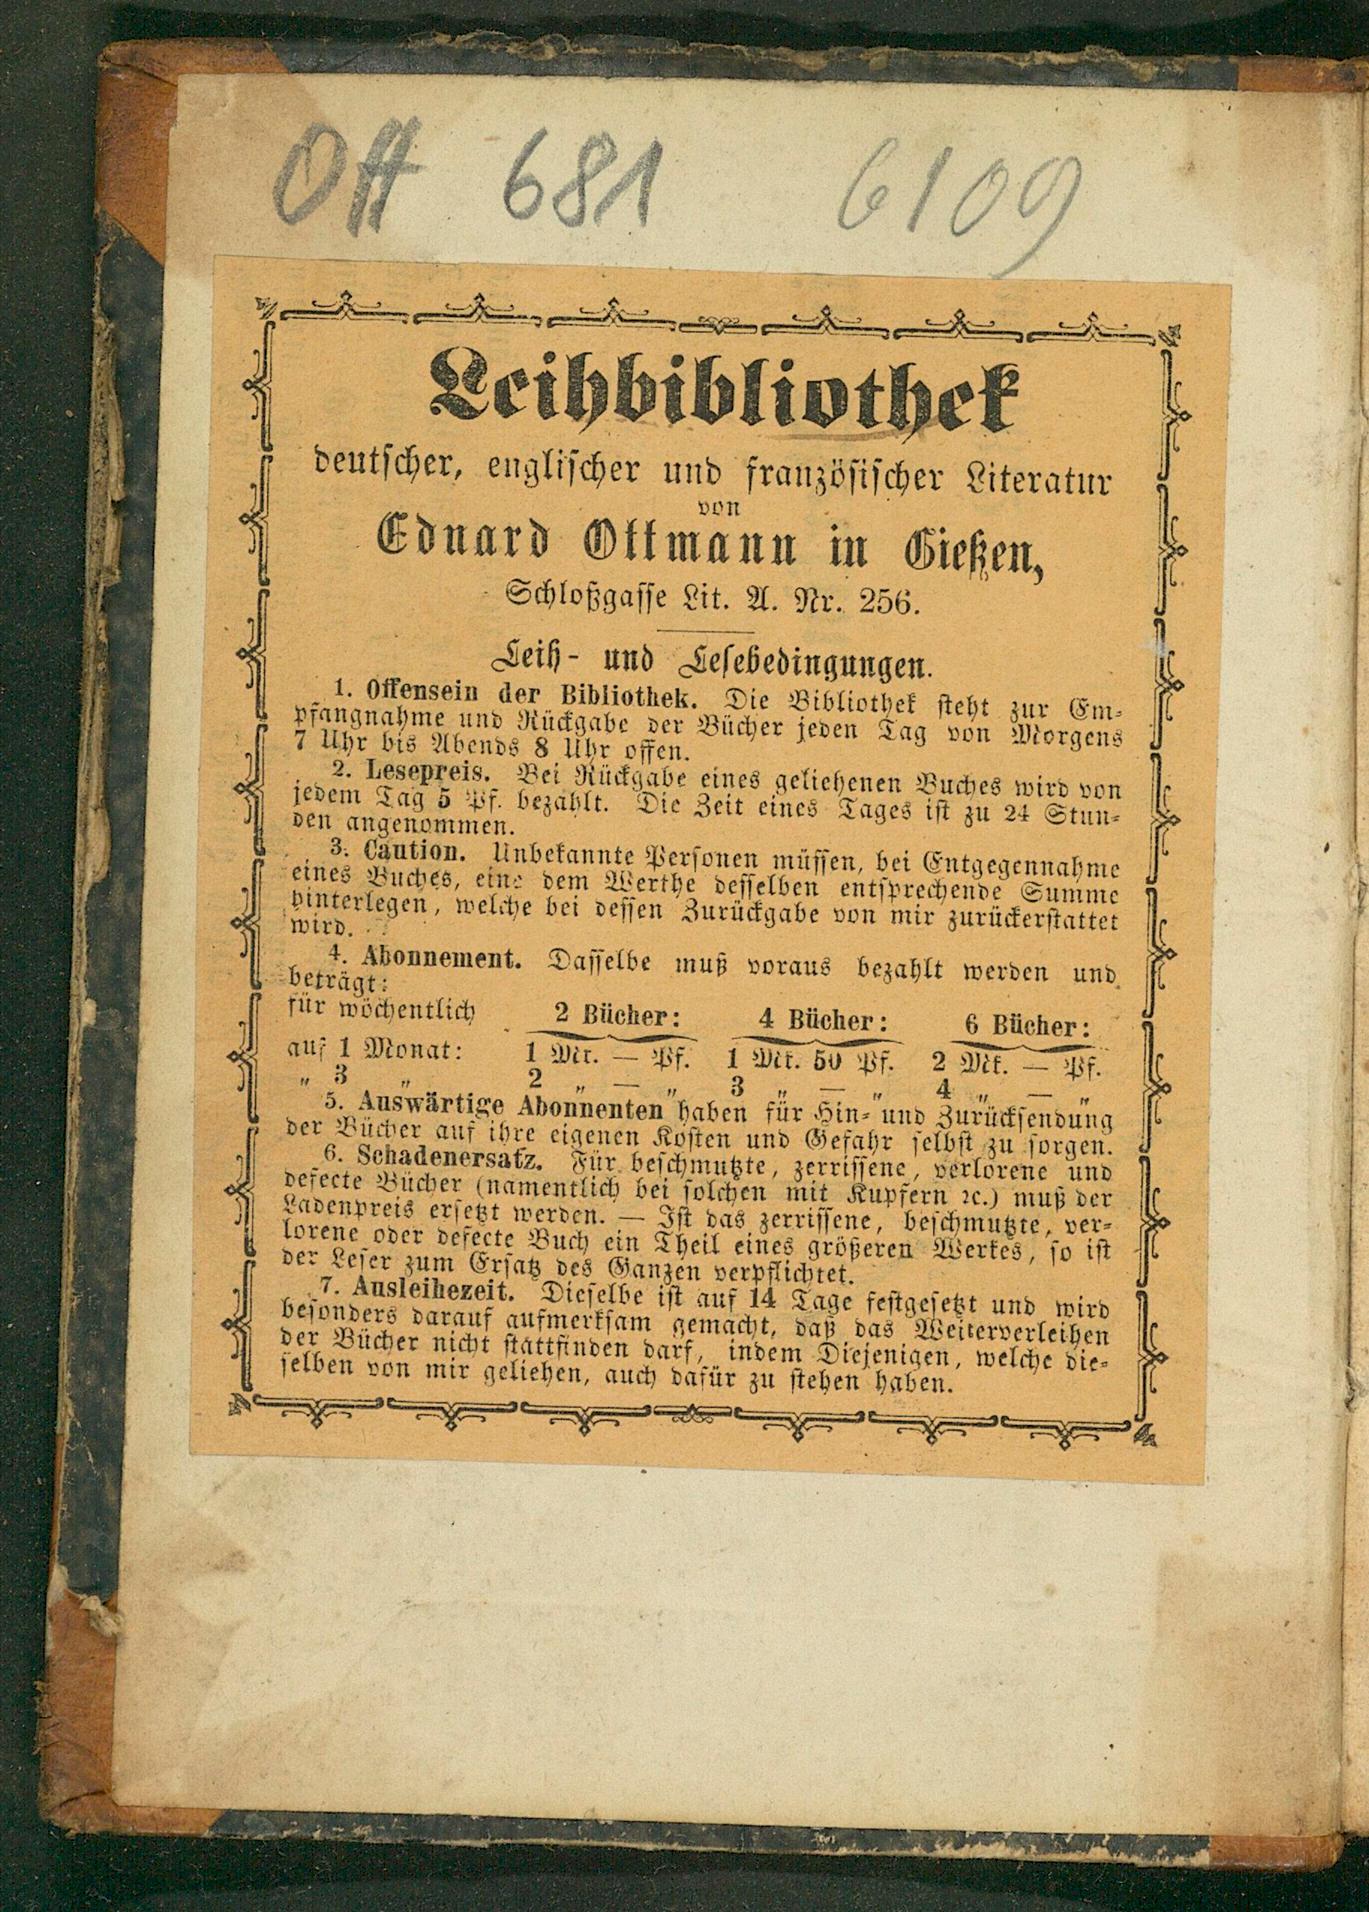 Ott 681 6109
Leihbibliothek
deutscher, englischer und französischer Literatur
von
Eduard Ottmann in Gießen,
Schloßgasse Lit. A. Nr. 256.
Leih- und Lesebedingungen.
1. Offensein der Bibliothek. Die Bibliothek steht zur Em-
pfangnahme und Rückgabe der Bücher jeden Tag von Morgens
7 Uhr bis Abends 8 Uhr offen.
2. Lesepreis. Bei Rückgabe eines geliehenen Buches wird von
jedem Tag 5 Pf. bezahlt. Die Zeit eines Tages ist zu 24 Stun-
den angenommen.
3. Caution. Unbekannte Personen müssen, bei Entgegennahme
eines Buches, eine dem Werthe desselben entsprechende Summe
hinterlegen, welche bei dessen Zurückgabe von mir zurückerstattet
wird.
4. Abonnement. Dasselbe muß voraus bezahlt werden und
beträgt:
für wöchentlich 2 Bücher: 4 Bücher: 6 Bücher:
auf 1 Monat: 1 Mk. — Pf. 1 Mk. 50 Pf. 2 Mk. — Pf.
„ 3 „ 2 „ — „ 3 „ — „ 4 „ — „
5. Auswärtige Abonnenten haben für Hin- und Zurücksendung
der Bücher auf ihre eigenen Kosten und Gefahr selbst zu sorgen.
6. Schadenersatz. Für beschmutzte, zerrissene, verlorene und
defecte Bücher (namentlich bei solchen mit Kupfern ꝛc.) muß der
Ladenpreis ersetzt werden. — Ist das zerrissene, beschmutzte, ver-
lorene oder defecte Buch ein Theil eines größeren Werkes, so ist
der Leser zum Ersatz des Ganzen verpflichtet.
7. Ausleihezeit. Dieselbe ist auf 14 Tage festgesetzt und wird
besonders darauf aufmerksam gemacht, daß das Weiterverleihen
der Bücher nicht stattfinden darf, indem Diejenigen, welche die-
selben von mir geliehen, auch dafür zu stehen haben.